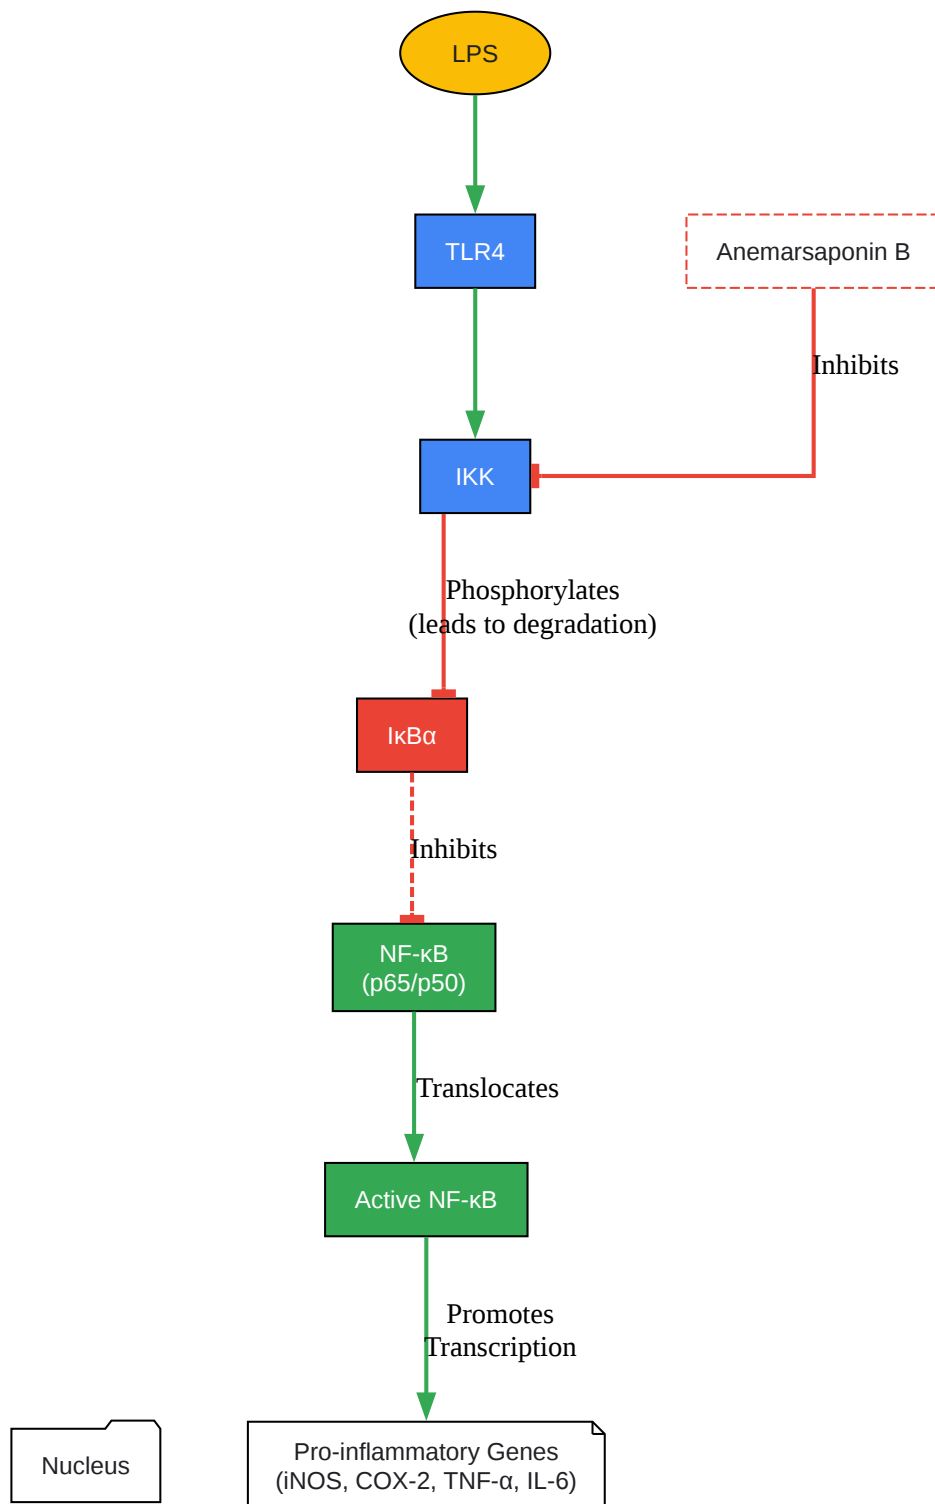 LPS
TLR4
Anemarsaponin B
Inhibits
IKK
Phosphorylates
(leads to degradation)
IκBα
Inhibits
NF-κB
(p65/p50)
Translocates
Active NF-κB
Promotes
Transcription
Nucleus
Pro-inflammatory Genes
(iNOS, COX-2, TNF-α, IL-6)